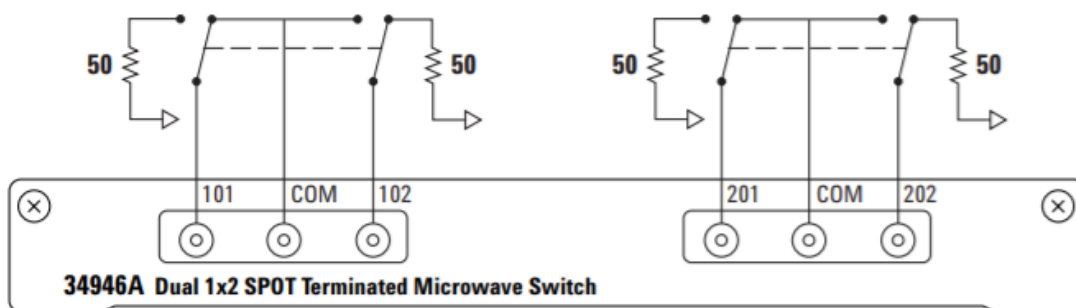 50 50 50 50
101 COM 102 201 COM 202
34946A Dual 1x2 SPOT Terminated Microwave Switch